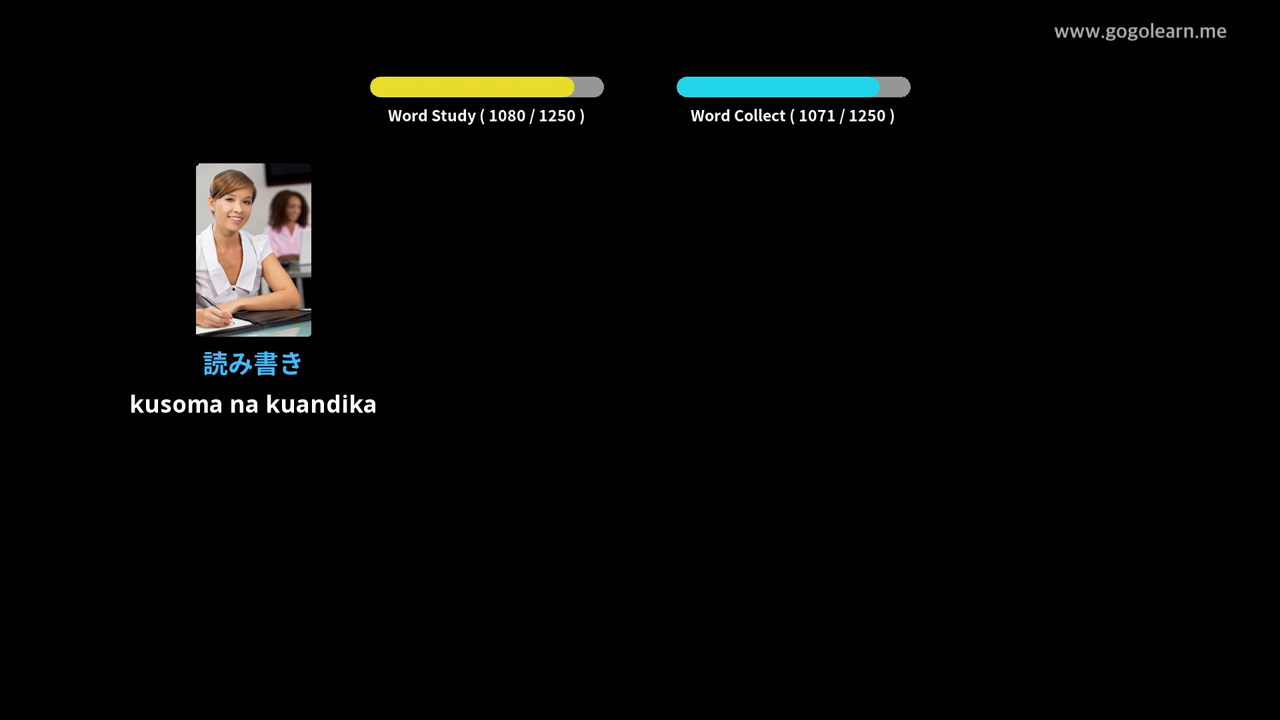 www.gogolearn.me
Word Study ( 1080 / 1250 )
Word Collect ( 1071 / 1250 )
読み書き
kusoma na kuandika